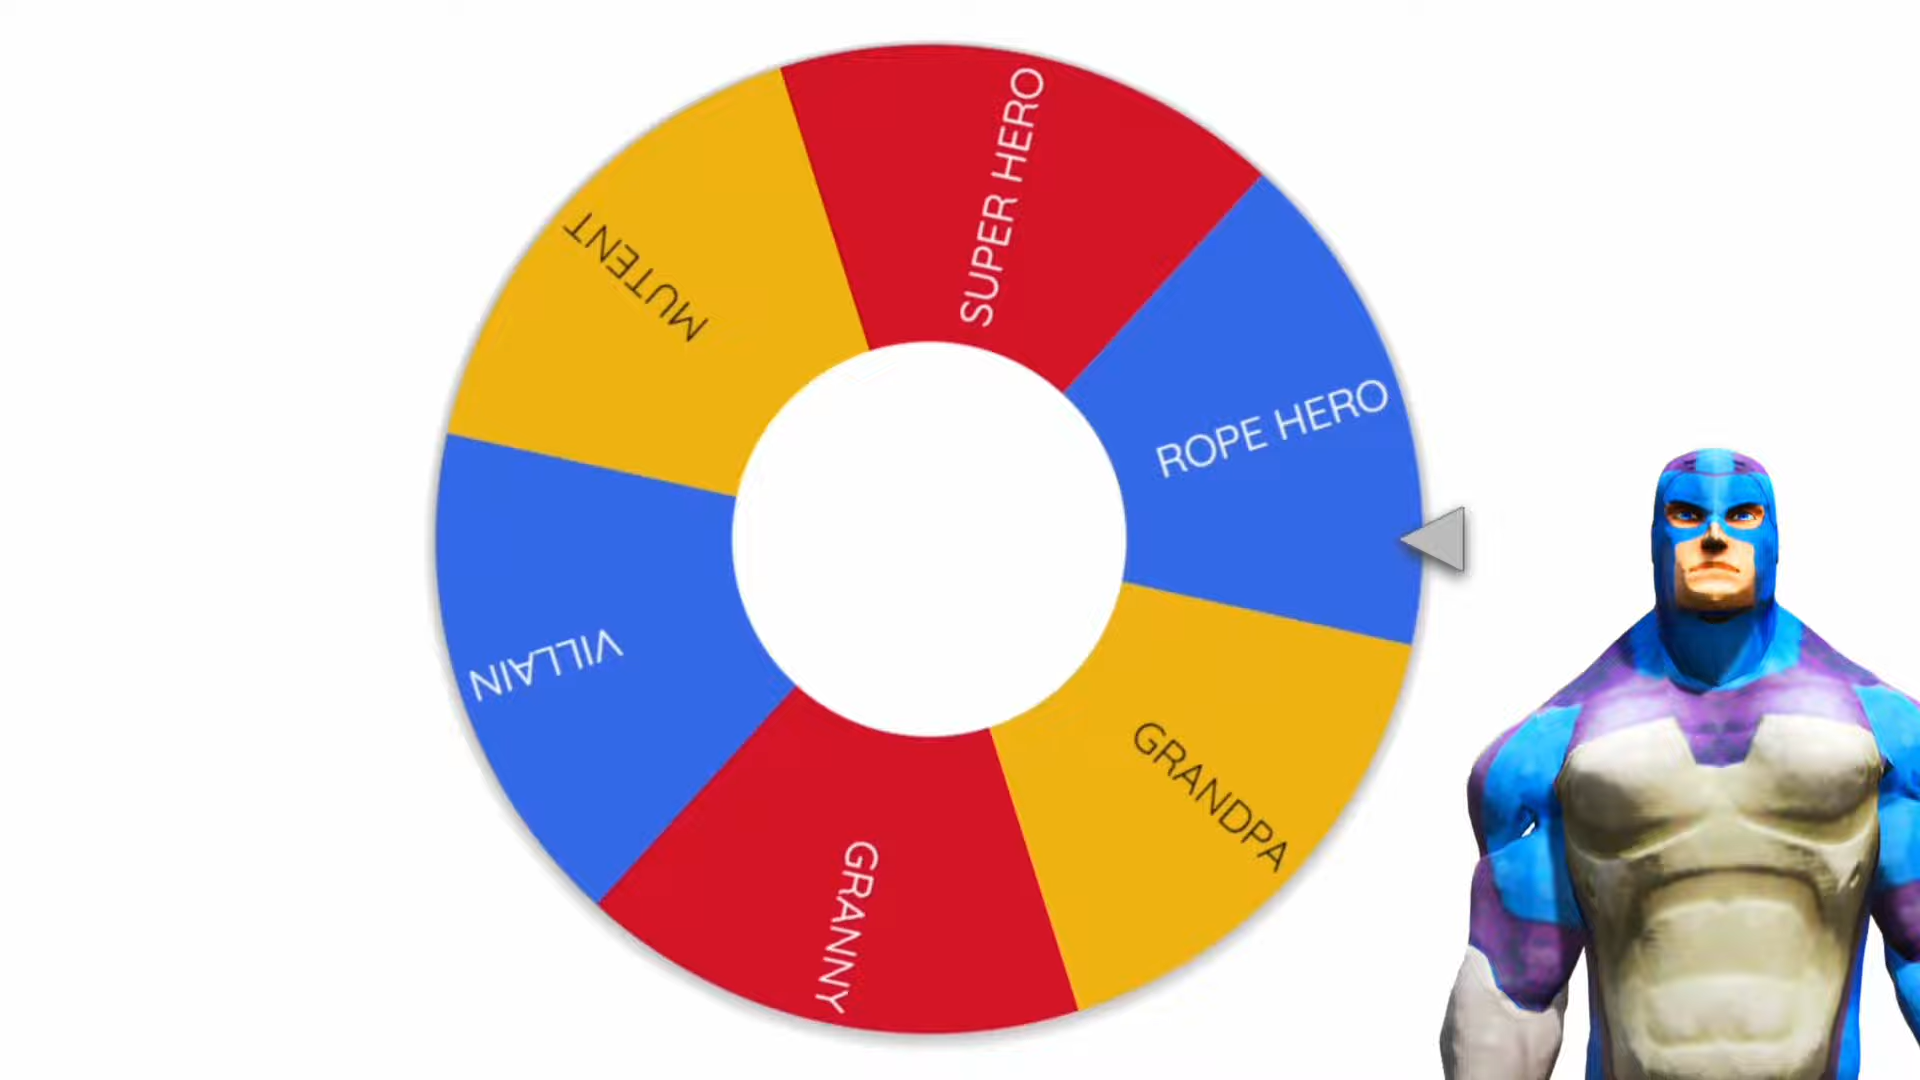 SUPER HERO
ROPE HERO
GRANDPA
GRANNY
VILLAIN
MUTENT